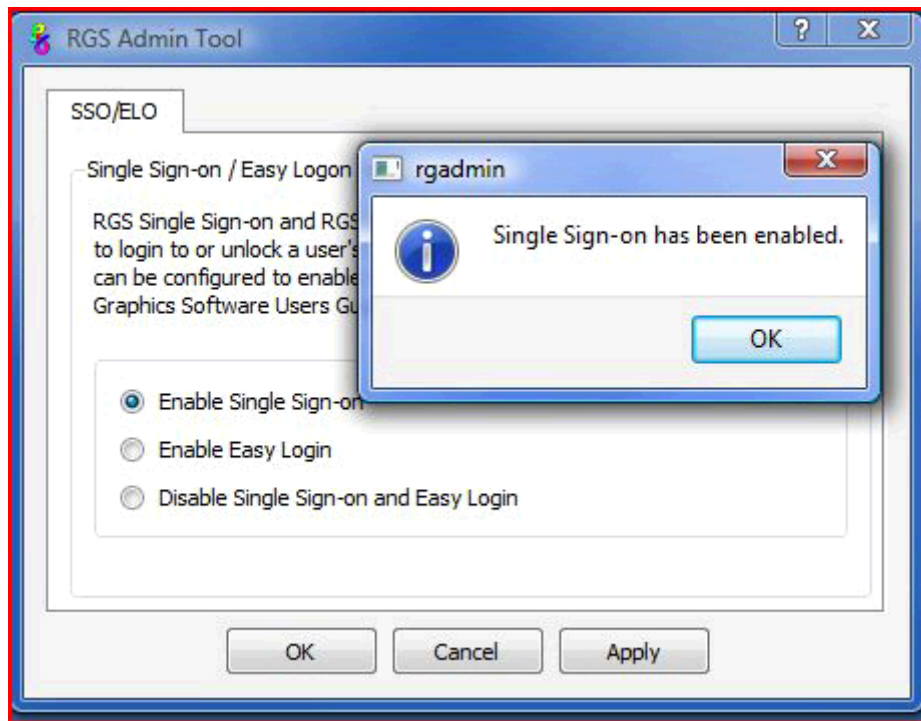 RGS Admin Tool
SSO/ELO
Single Sign-on / Easy Logon
RGS Single Sign-on and RGS
to login to or unlock a user's
can be configured to enable
Graphics Software Users
rgadmin
Single Sign-on has been enabled.
OK
Enable Single Sign-on
Enable Easy Login
Disable Single Sign-on and Easy Login
OK Cancel Apply